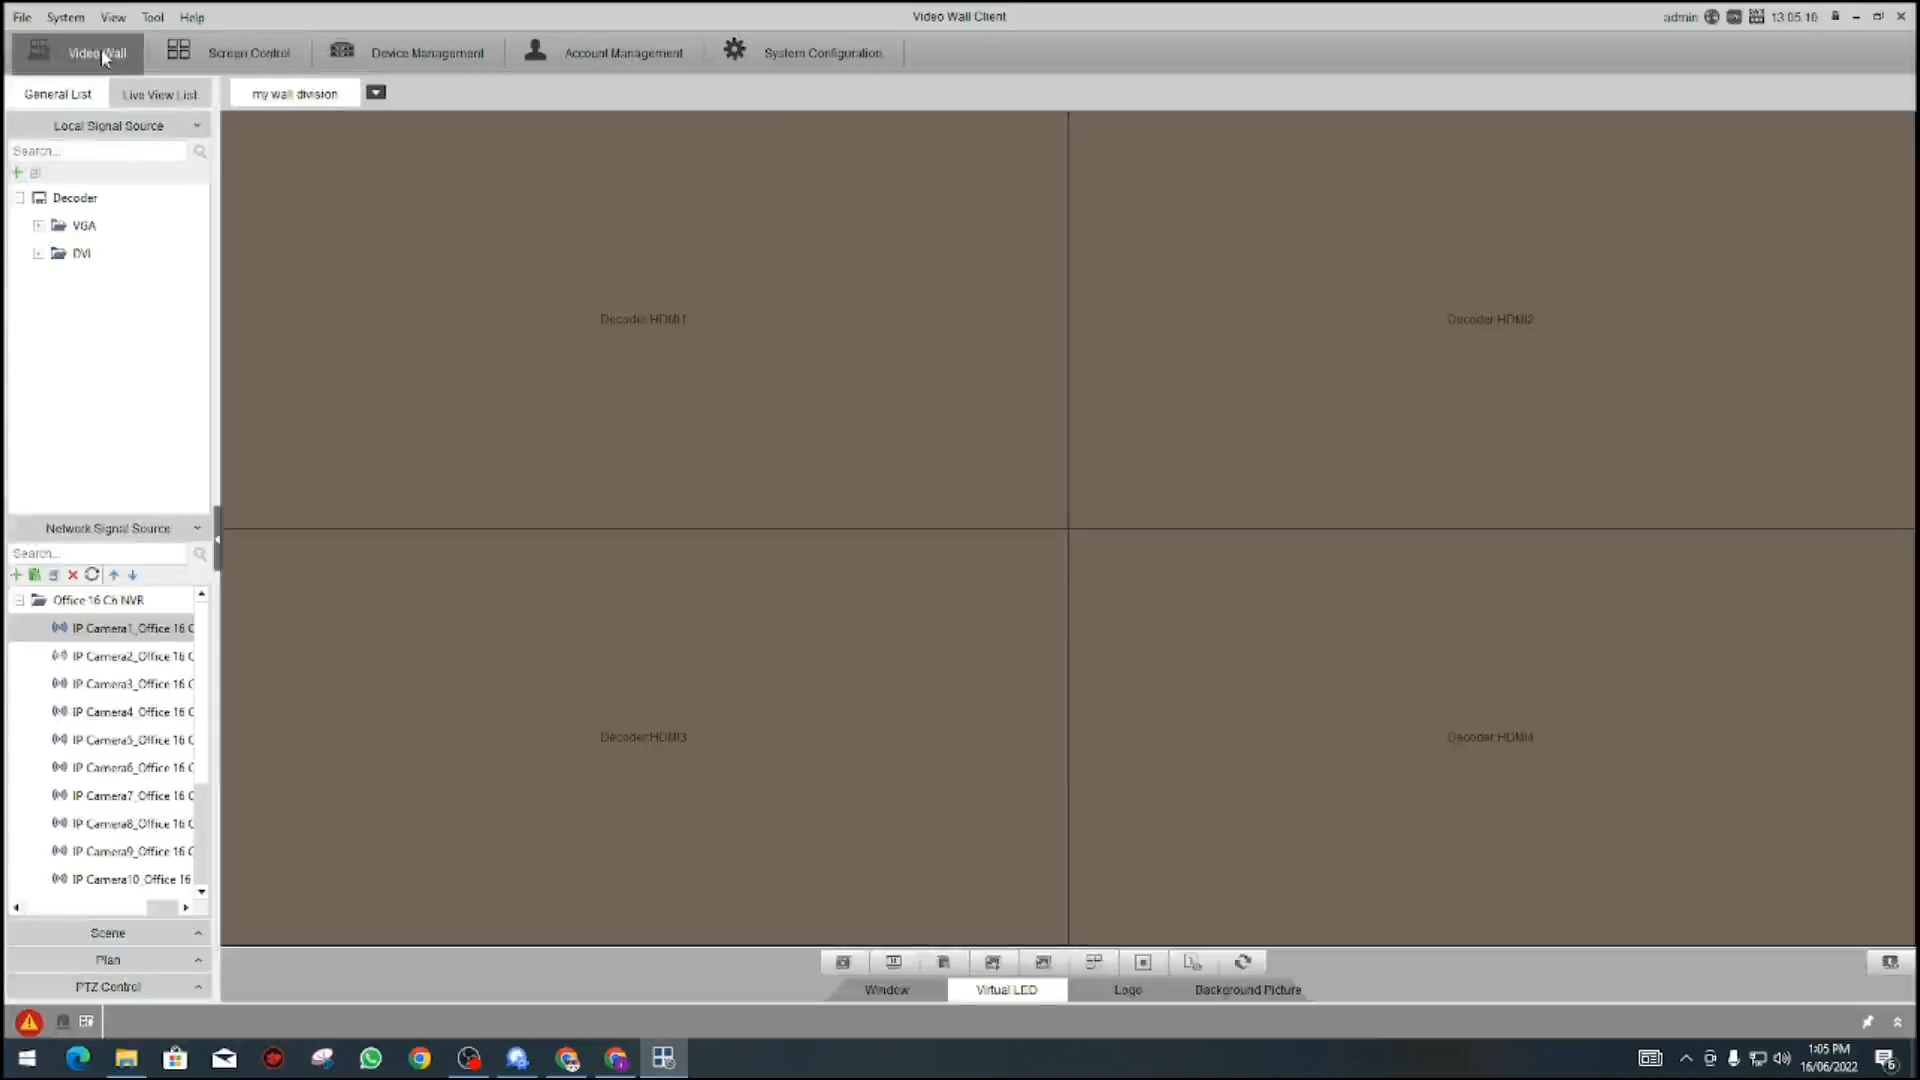 File System View Tool Help
Video Wall Client
admin 13:05:10
Video Wall
Screen Control
Device Management
Account Management
System Configuration
General List
Live View List
my wall division
Local Signal Source
Search...
Decoder
VGA
DVI
Decoder:HDMI1
Decoder:HDMI2
Decoder:HDMI3
Decoder:HDMI4
Network Signal Source
Search...
Office 16 Ch NVR
IP Camera1_Office 16 C
IP Camera2_Office 16 C
IP Camera3_Office 16 C
IP Camera4_Office 16 C
IP Camera5_Office 16 C
IP Camera6_Office 16 C
IP Camera7_Office 16 C
IP Camera8_Office 16 C
IP Camera9_Office 16 C
IP Camera10_Office 16
Scene
Plan
PTZ Control
Window
Virtual LED
Logo
Background Picture
1:05 PM
16/06/2022
6